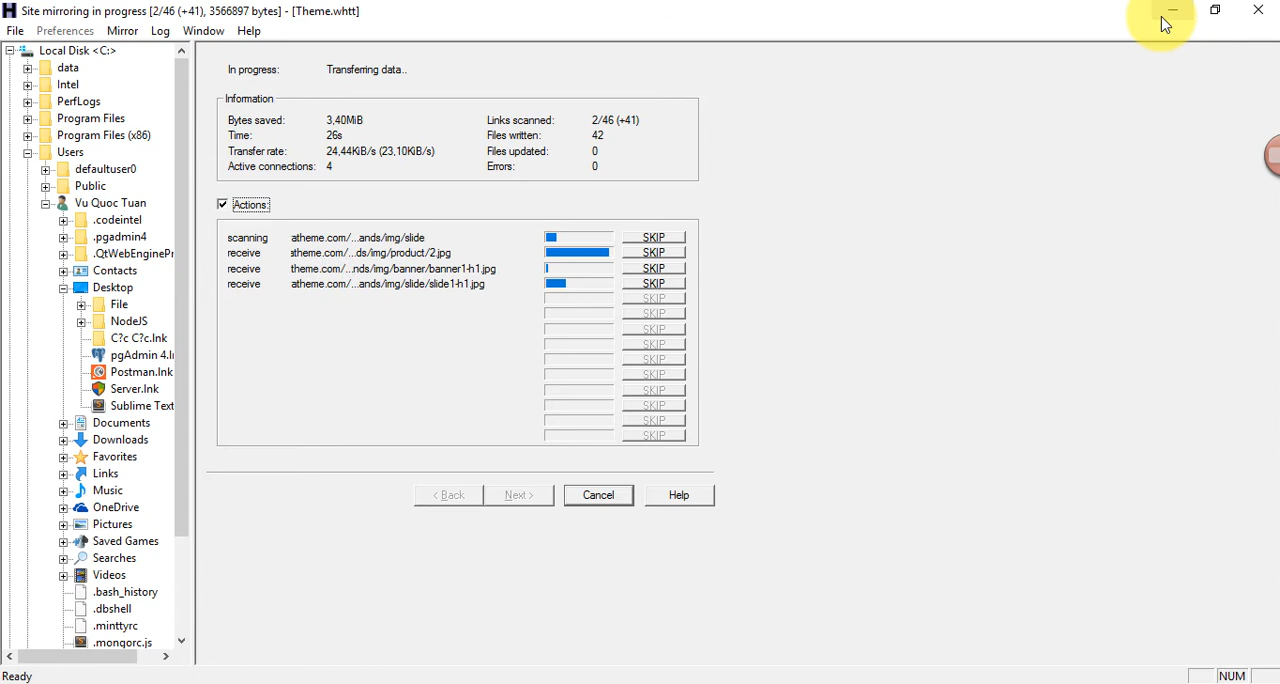 Site mirroring in progress [2/46 (+41), 3566897 bytes] - [Theme.whtt]
File Preferences Mirror Log Window Help
Local Disk <C:>
data
Intel
PerfLogs
Program Files
Program Files (x86)
Users
defaultuser0
Public
Vu Quoc Tuan
.codeintel
.pgadmin4
.QtWebEnginePr
Contacts
Desktop
File
NodeJS
C?c C?c.lnk
pgAdmin 4.l
Postman.lnk
Server.lnk
Sublime Text
Documents
Downloads
Favorites
Links
Music
OneDrive
Pictures
Saved Games
Searches
Videos
.bash_history
.dbshell
.minttyrc
.mongorc.js
In progress: Transferring data..
Information
Bytes saved: 3,40MiB Links scanned: 2/46 (+41)
Time: 26s Files written: 42
Transfer rate: 24,44KiB/s (23,10KiB/s) Files updated: 0
Active connections: 4 Errors: 0
Actions:
scanning atheme.com/...ands/img/slide SKIP
receive atheme.com/...ds/img/product/2.jpg SKIP
receive theme.com/...nds/img/banner/banner1-h1.jpg SKIP
receive atheme.com/...ands/img/slide/slide1-h1.jpg SKIP
SKIP
SKIP
SKIP
SKIP
SKIP
SKIP
SKIP
SKIP
SKIP
SKIP
< Back Next > Cancel Help
Ready NUM